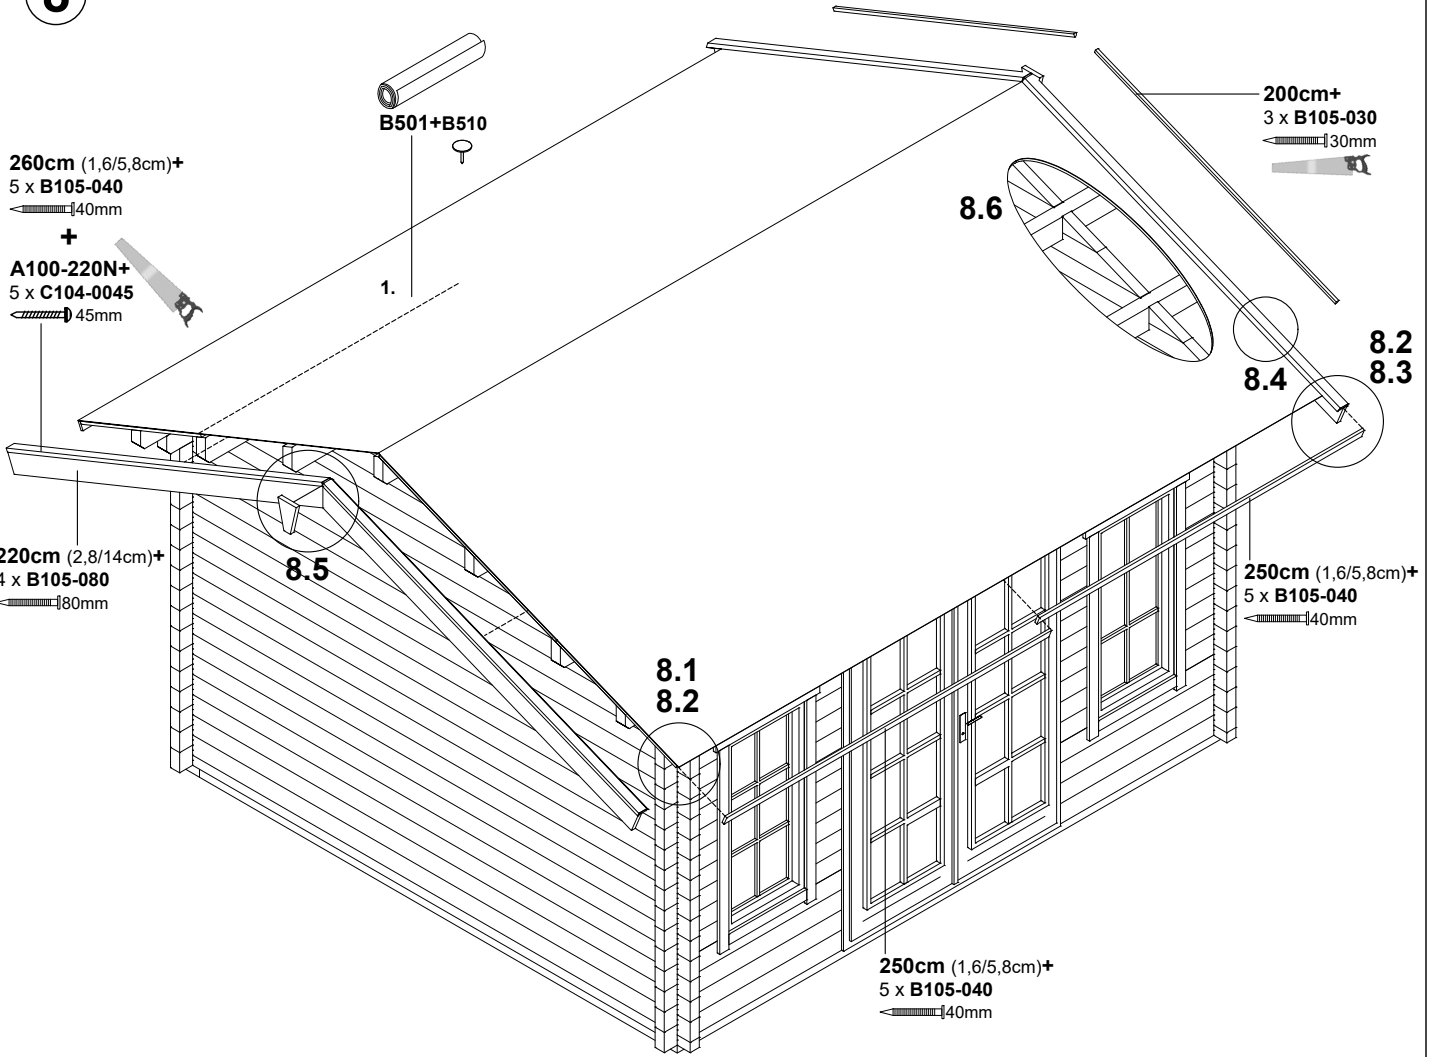 B501+B510
260cm (1,6/5,8cm)+
5 x B105-040
40mm
+
A100-220N+
5 x C104-0045
45mm
1.
200cm+
3 x B105-030
30mm
8.6
8.4
8.2
8.3
8.5
220cm (2,8/14cm)+
4 x B105-080
80mm
8.1
8.2
250cm (1,6/5,8cm)+
5 x B105-040
40mm
250cm (1,6/5,8cm)+
5 x B105-040
40mm